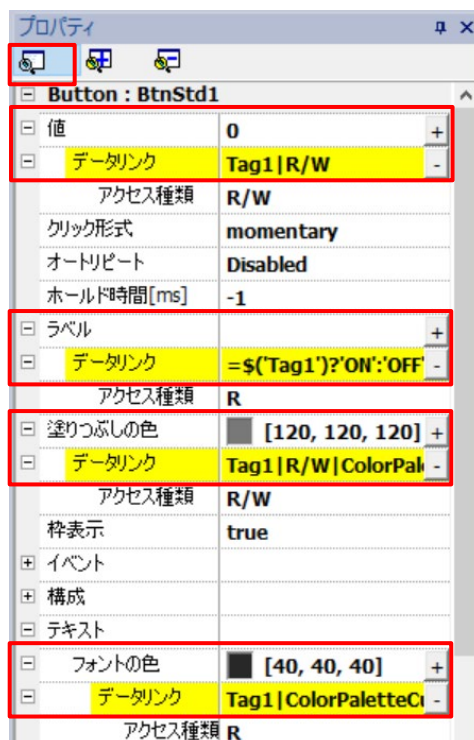 プロパティ
Button : BtnStd1
値 0 +
データリンク Tag1|R/W -
アクセス種類 R/W
クリック形式 momentary
オートリピート Disabled
ホールド時間[ms] -1
ラベル +
データリンク =$('Tag1')?'ON':'OFF' -
アクセス種類 R
塗りつぶしの色 [120, 120, 120] +
データリンク Tag1|R/W|ColorPal -
アクセス種類 R/W
枠表示 true
イベント
構成
テキスト
フォントの色 [40, 40, 40] +
データリンク Tag1|ColorPaletteCu -
アクセス種類 R